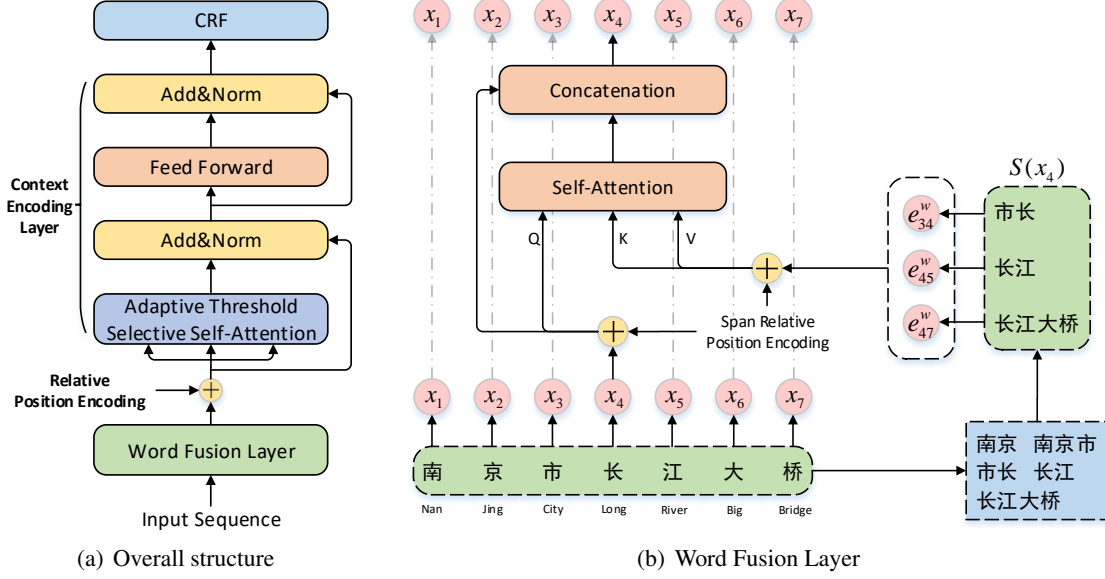 CRF
Add&Norm
Feed Forward
Context
Encoding
Layer
Add&Norm
Adaptive Threshold
Selective Self-Attention
Relative
Position Encoding
+
Word Fusion Layer
Input Sequence
(a) Overall structure
x₁ x₂ x₃ x₄ x₅ x₆ x₇
Concatenation
Self-Attention
Q K V
+
Span Relative
Position Encoding
+
S(x₄)
市长
长江
长江大桥
e₃₄ʷ
e₄₅ʷ
e₄₇ʷ
x₁ x₂ x₃ x₄ x₅ x₆ x₇
南 京 市 长 江 大 桥
Nan Jing City Long River Big Bridge
南京 南京市
市长 长江
长江大桥
(b) Word Fusion Layer